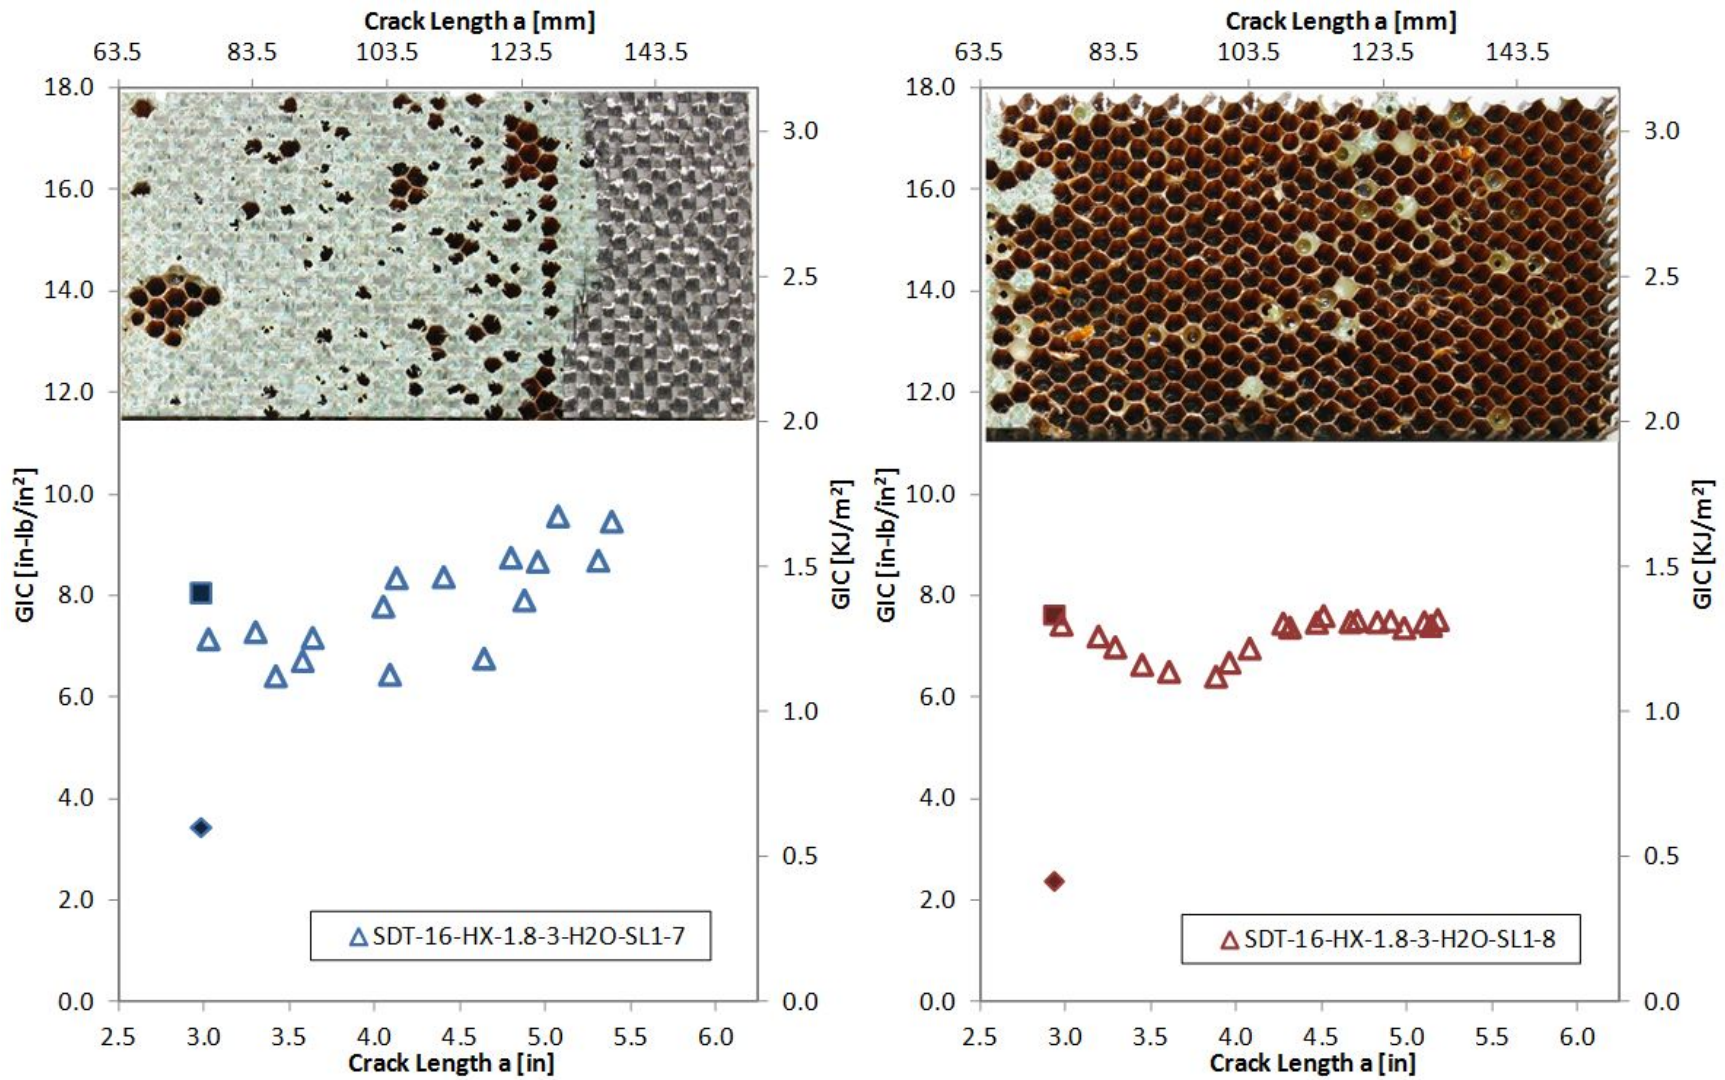 Crack Length a [mm]
63.5 83.5 103.5 123.5 143.5
18.0
16.0
14.0
12.0
10.0
8.0
6.0
4.0
2.0
0.0
GIC [in-lb/in²]
3.0
2.5
2.0
1.5
1.0
0.5
0.0
GIC [KJ/m²]
SDT-16-HX-1.8-3-H2O-SL1-7
2.5 3.0 3.5 4.0 4.5 5.0 5.5 6.0
Crack Length a [in]
Crack Length a [mm]
63.5 83.5 103.5 123.5 143.5
18.0
16.0
14.0
12.0
10.0
8.0
6.0
4.0
2.0
0.0
GIC [in-lb/in²]
3.0
2.5
2.0
1.5
1.0
0.5
0.0
GIC [KJ/m²]
SDT-16-HX-1.8-3-H2O-SL1-8
2.5 3.0 3.5 4.0 4.5 5.0 5.5 6.0
Crack Length a [in]